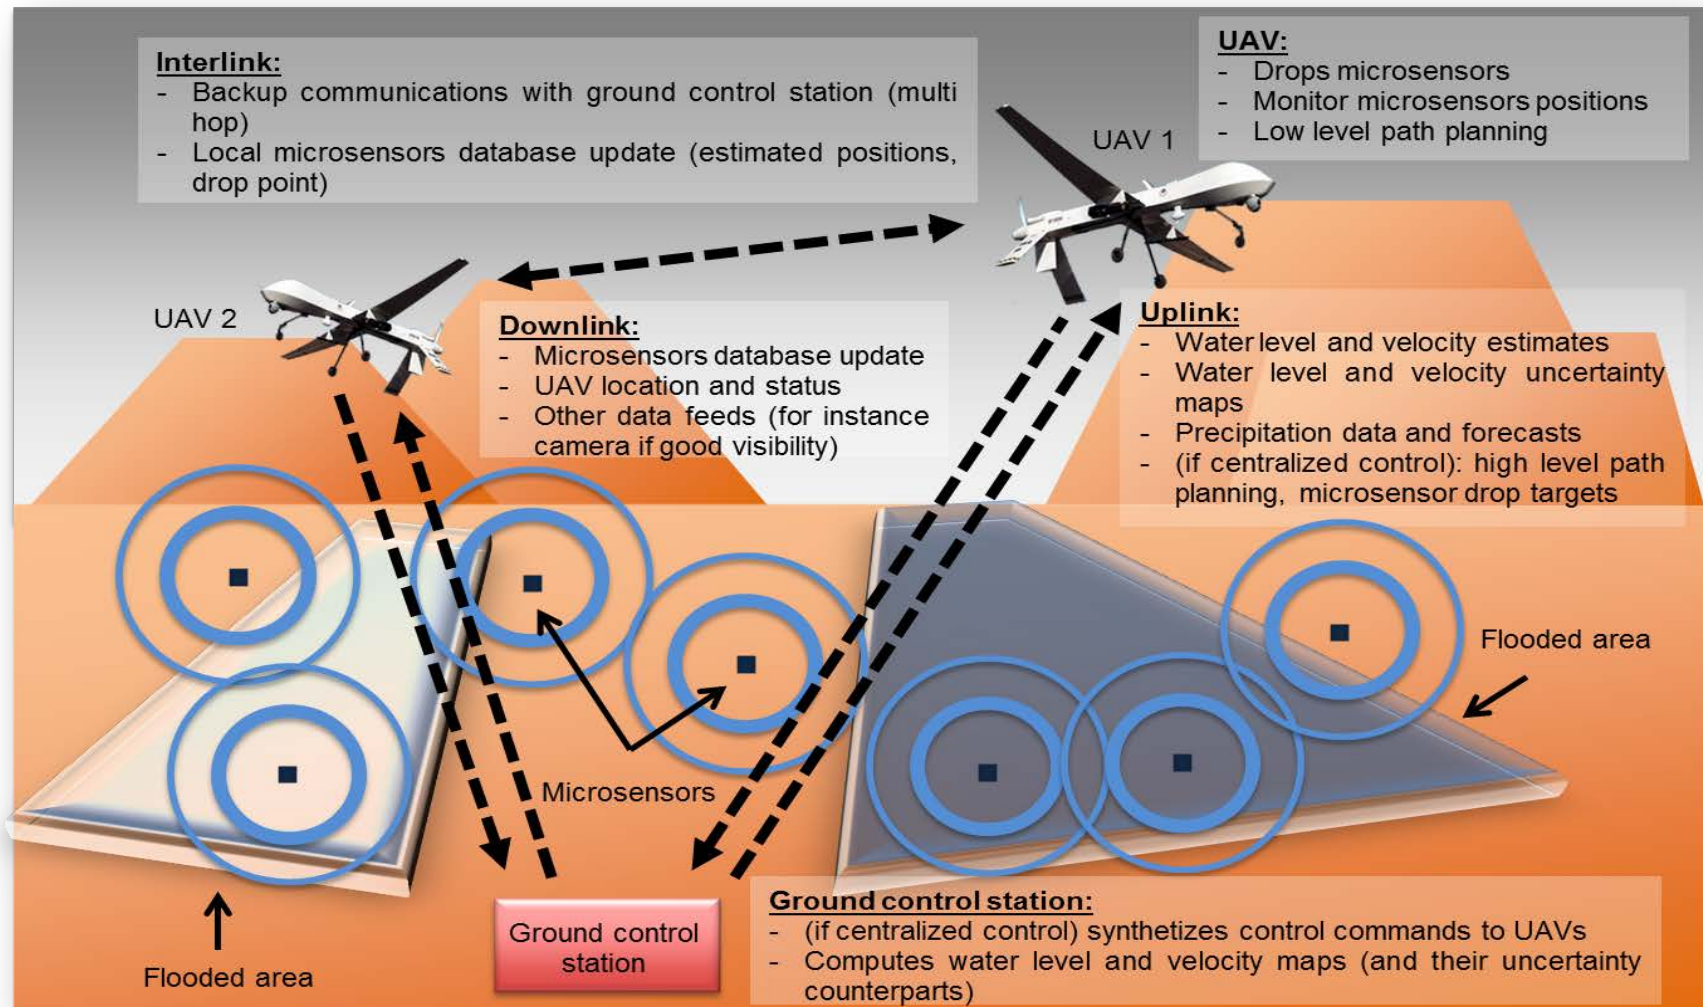 Interlink:
- Backup communications with ground control station (multi
hop)
- Local microsensors database update (estimated positions,
drop point)
UAV:
- Drops microsensors
- Monitor microsensors positions
- Low level path planning
UAV 1
UAV 2
Downlink:
- Microsensors database update
- UAV location and status
- Other data feeds (for instance
camera if good visibility)
Uplink:
- Water level and velocity estimates
- Water level and velocity uncertainty
maps
- Precipitation data and forecasts
- (if centralized control): high level path
planning, microsensor drop targets
Flooded area
Microsensors
Flooded area
Ground control
station
Ground control station:
- (if centralized control) synthetizes control commands to UAVs
- Computes water level and velocity maps (and their uncertainty
counterparts)